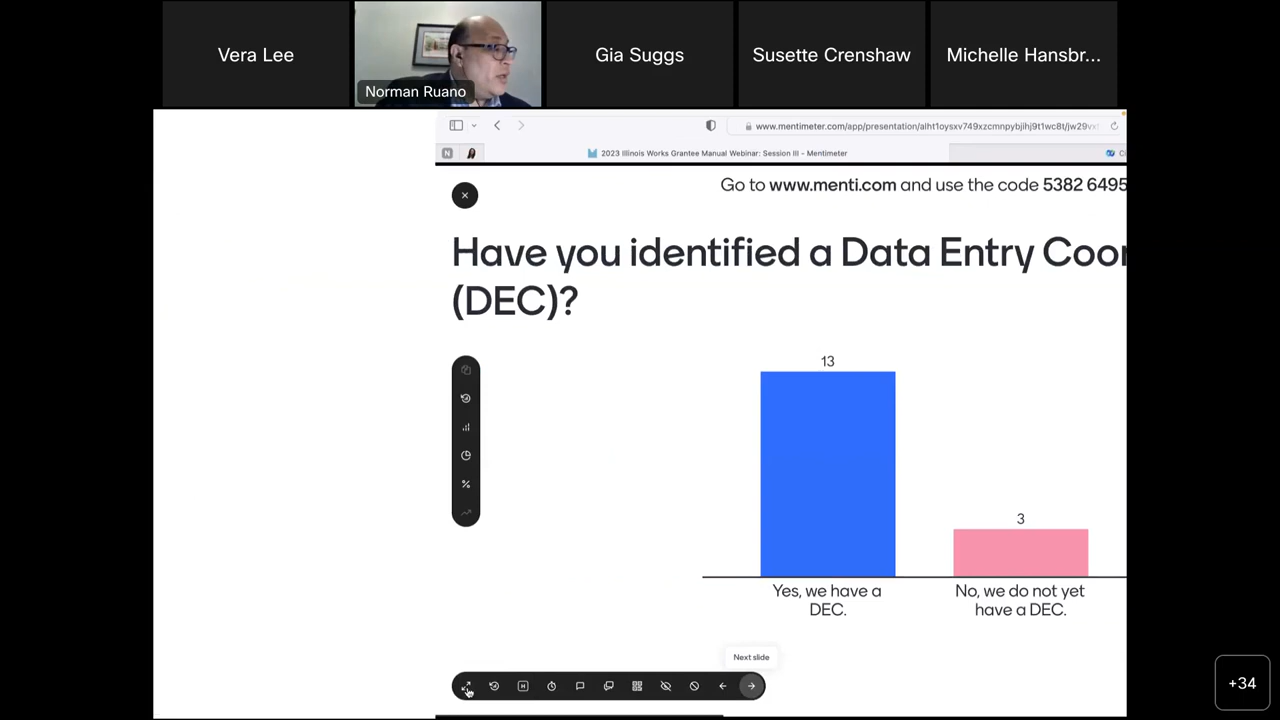 Vera Lee
Norman Ruano
Gia Suggs
Susette Crenshaw
Michelle Hansbr...
www.mentimeter.com/app/presentation/alht1oysxv749xzcmnpybjihj9t1wc8t/jw29vx
N
2023 Illinois Works Grantee Manual Webinar: Session III - Mentimeter
Go to www.menti.com and use the code 5382 6495
Have you identified a Data Entry Coor
(DEC)?
13
3
Yes, we have a
DEC.
No, we do not yet
have a DEC.
%
Next slide
H
+34